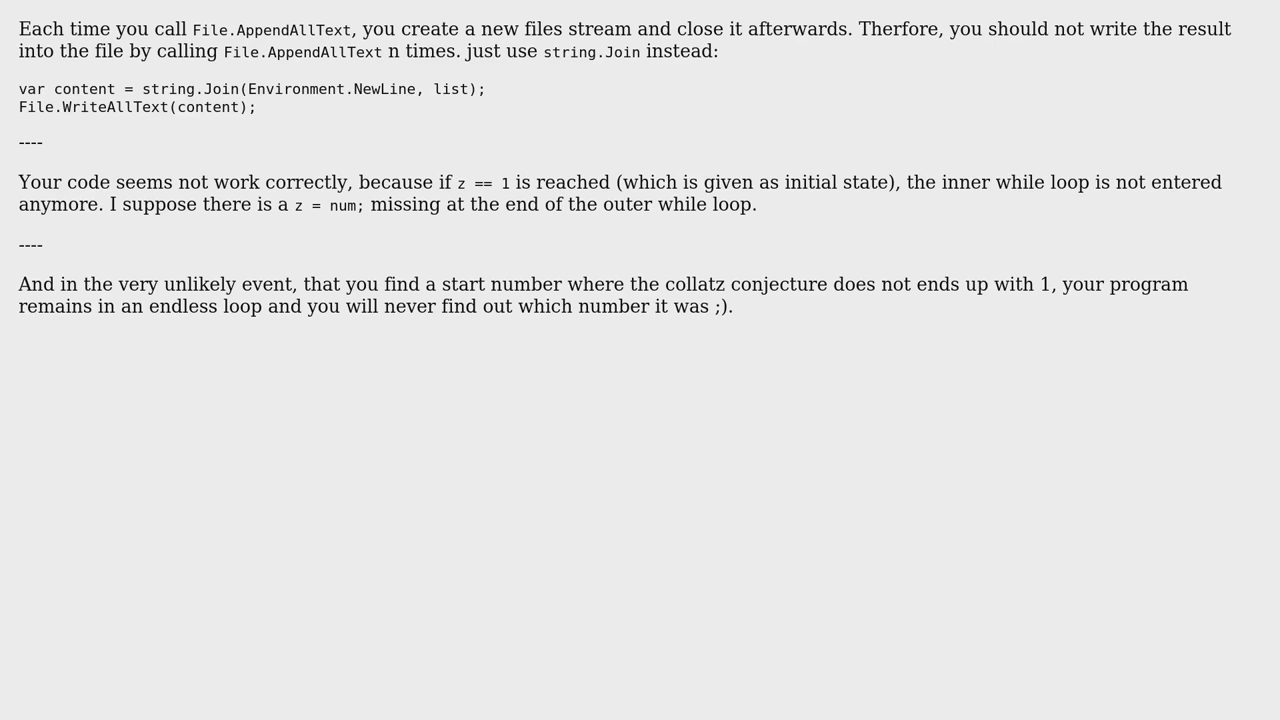 Each time you call File.AppendAllText, you create a new files stream and close it afterwards. Therfore, you should not write the result
into the file by calling File.AppendAllText n times. just use string.Join instead:
var content = string.Join(Environment.NewLine, list);
File.WriteAllText(content);
----
Your code seems not work correctly, because if z == 1 is reached (which is given as initial state), the inner while loop is not entered
anymore. I suppose there is a z = num; missing at the end of the outer while loop.
----
And in the very unlikely event, that you find a start number where the collatz conjecture does not ends up with 1, your program
remains in an endless loop and you will never find out which number it was ;).